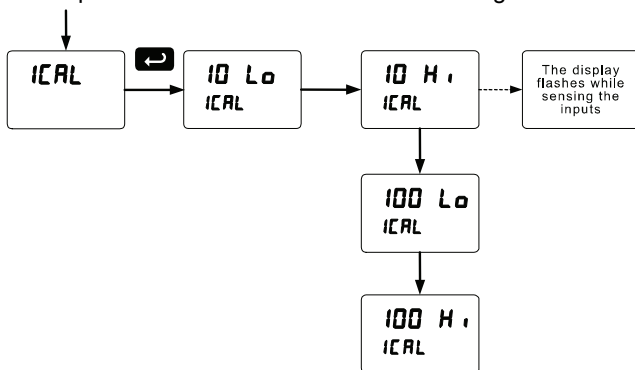 ICAL
10 Lo
ICAL
10 Hi
ICAL
The display
flashes while
sensing the
inputs
100 Lo
ICAL
100 Hi
ICAL